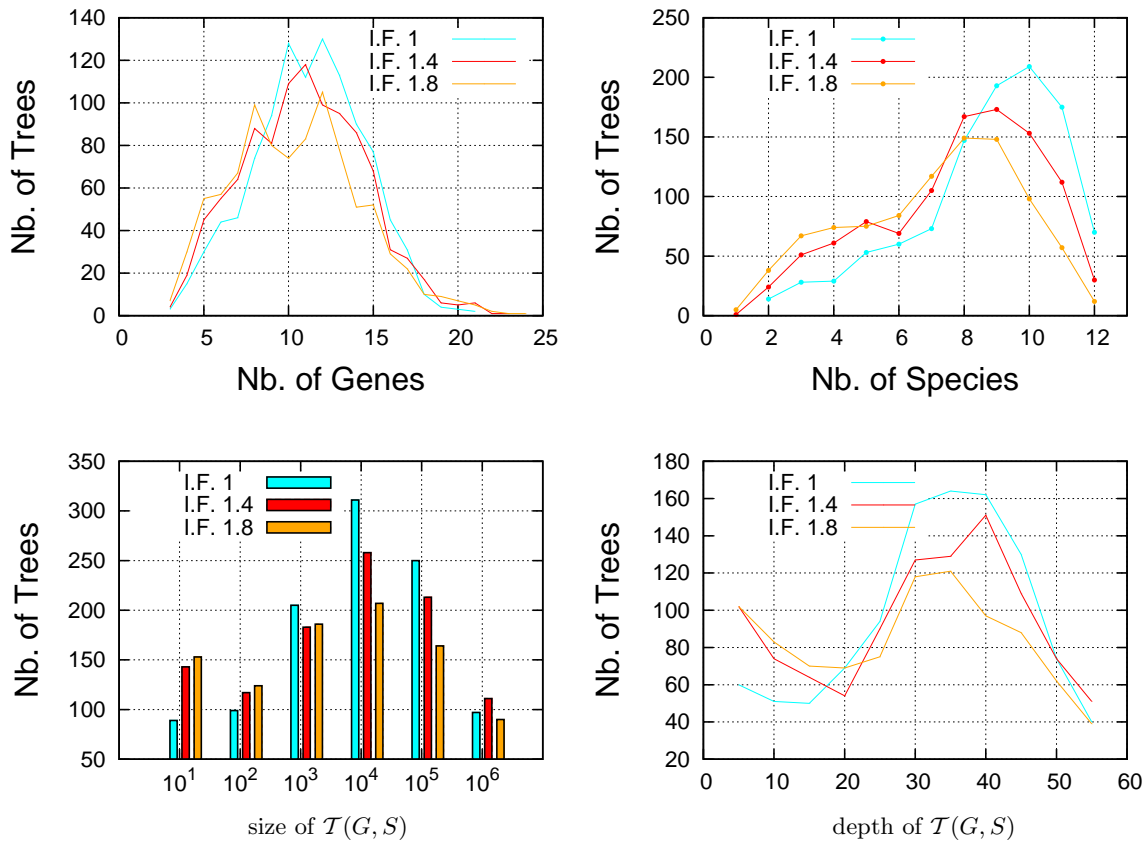 140
120
100
80
60
40
20
0
0 5 10 15 20 25
Nb. of Trees
Nb. of Genes
I.F. 1
I.F. 1.4
I.F. 1.8
250
200
150
100
50
0
0 2 4 6 8 10 12
Nb. of Trees
Nb. of Species
I.F. 1
I.F. 1.4
I.F. 1.8
350
300
250
200
150
100
50
10^1 10^2 10^3 10^4 10^5 10^6
Nb. of Trees
size of 𝒯(G, S)
I.F. 1
I.F. 1.4
I.F. 1.8
180
160
140
120
100
80
60
40
20
0 10 20 30 40 50 60
Nb. of Trees
depth of 𝒯(G, S)
I.F. 1
I.F. 1.4
I.F. 1.8